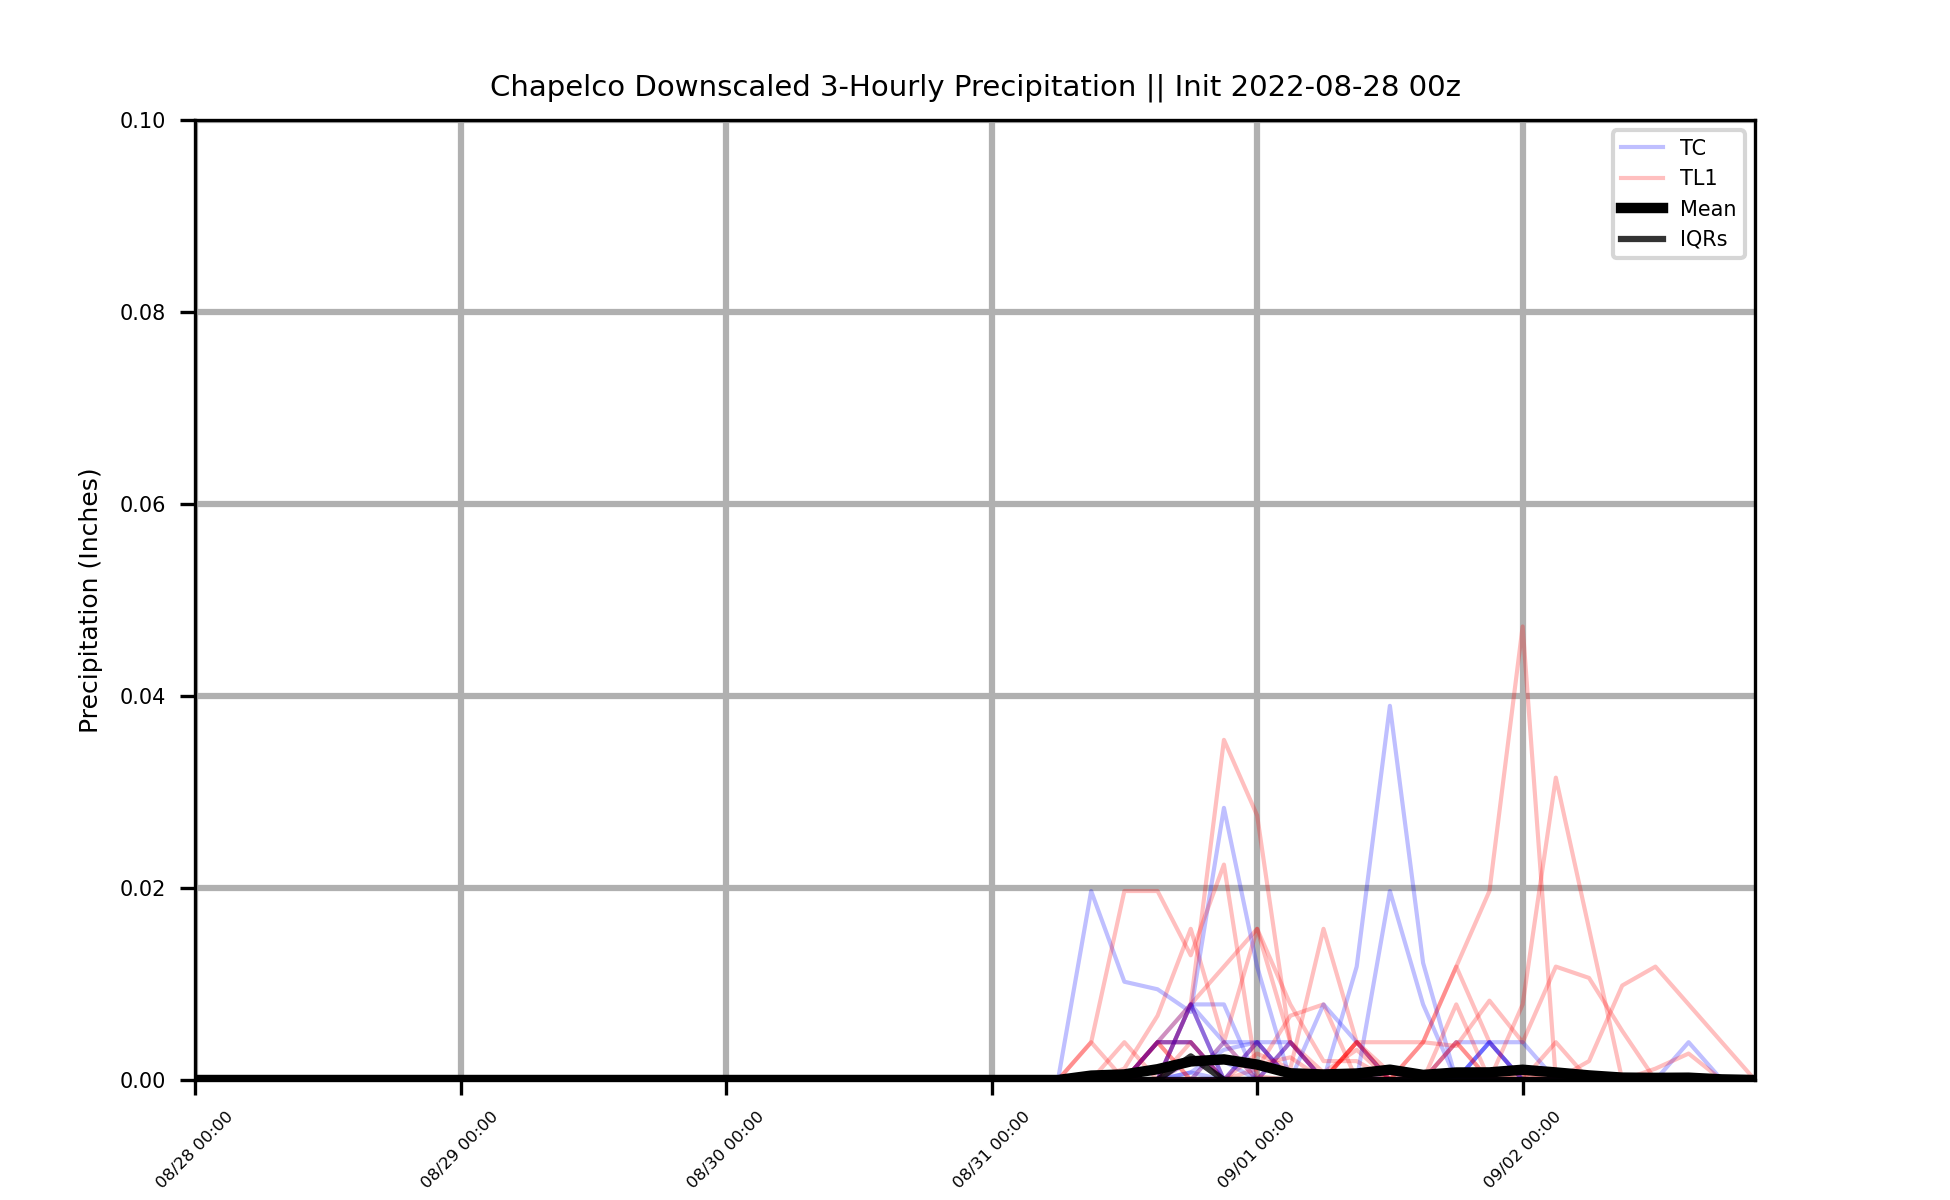 Chapelco Downscaled 3-Hourly Precipitation || Init 2022-08-28 00z
Precipitation (Inches)
0.10
0.08
0.06
0.04
0.02
0.00
TC
TL1
Mean
IQRs
08/28 00:00
08/29 00:00
08/30 00:00
08/31 00:00
09/01 00:00
09/02 00:00